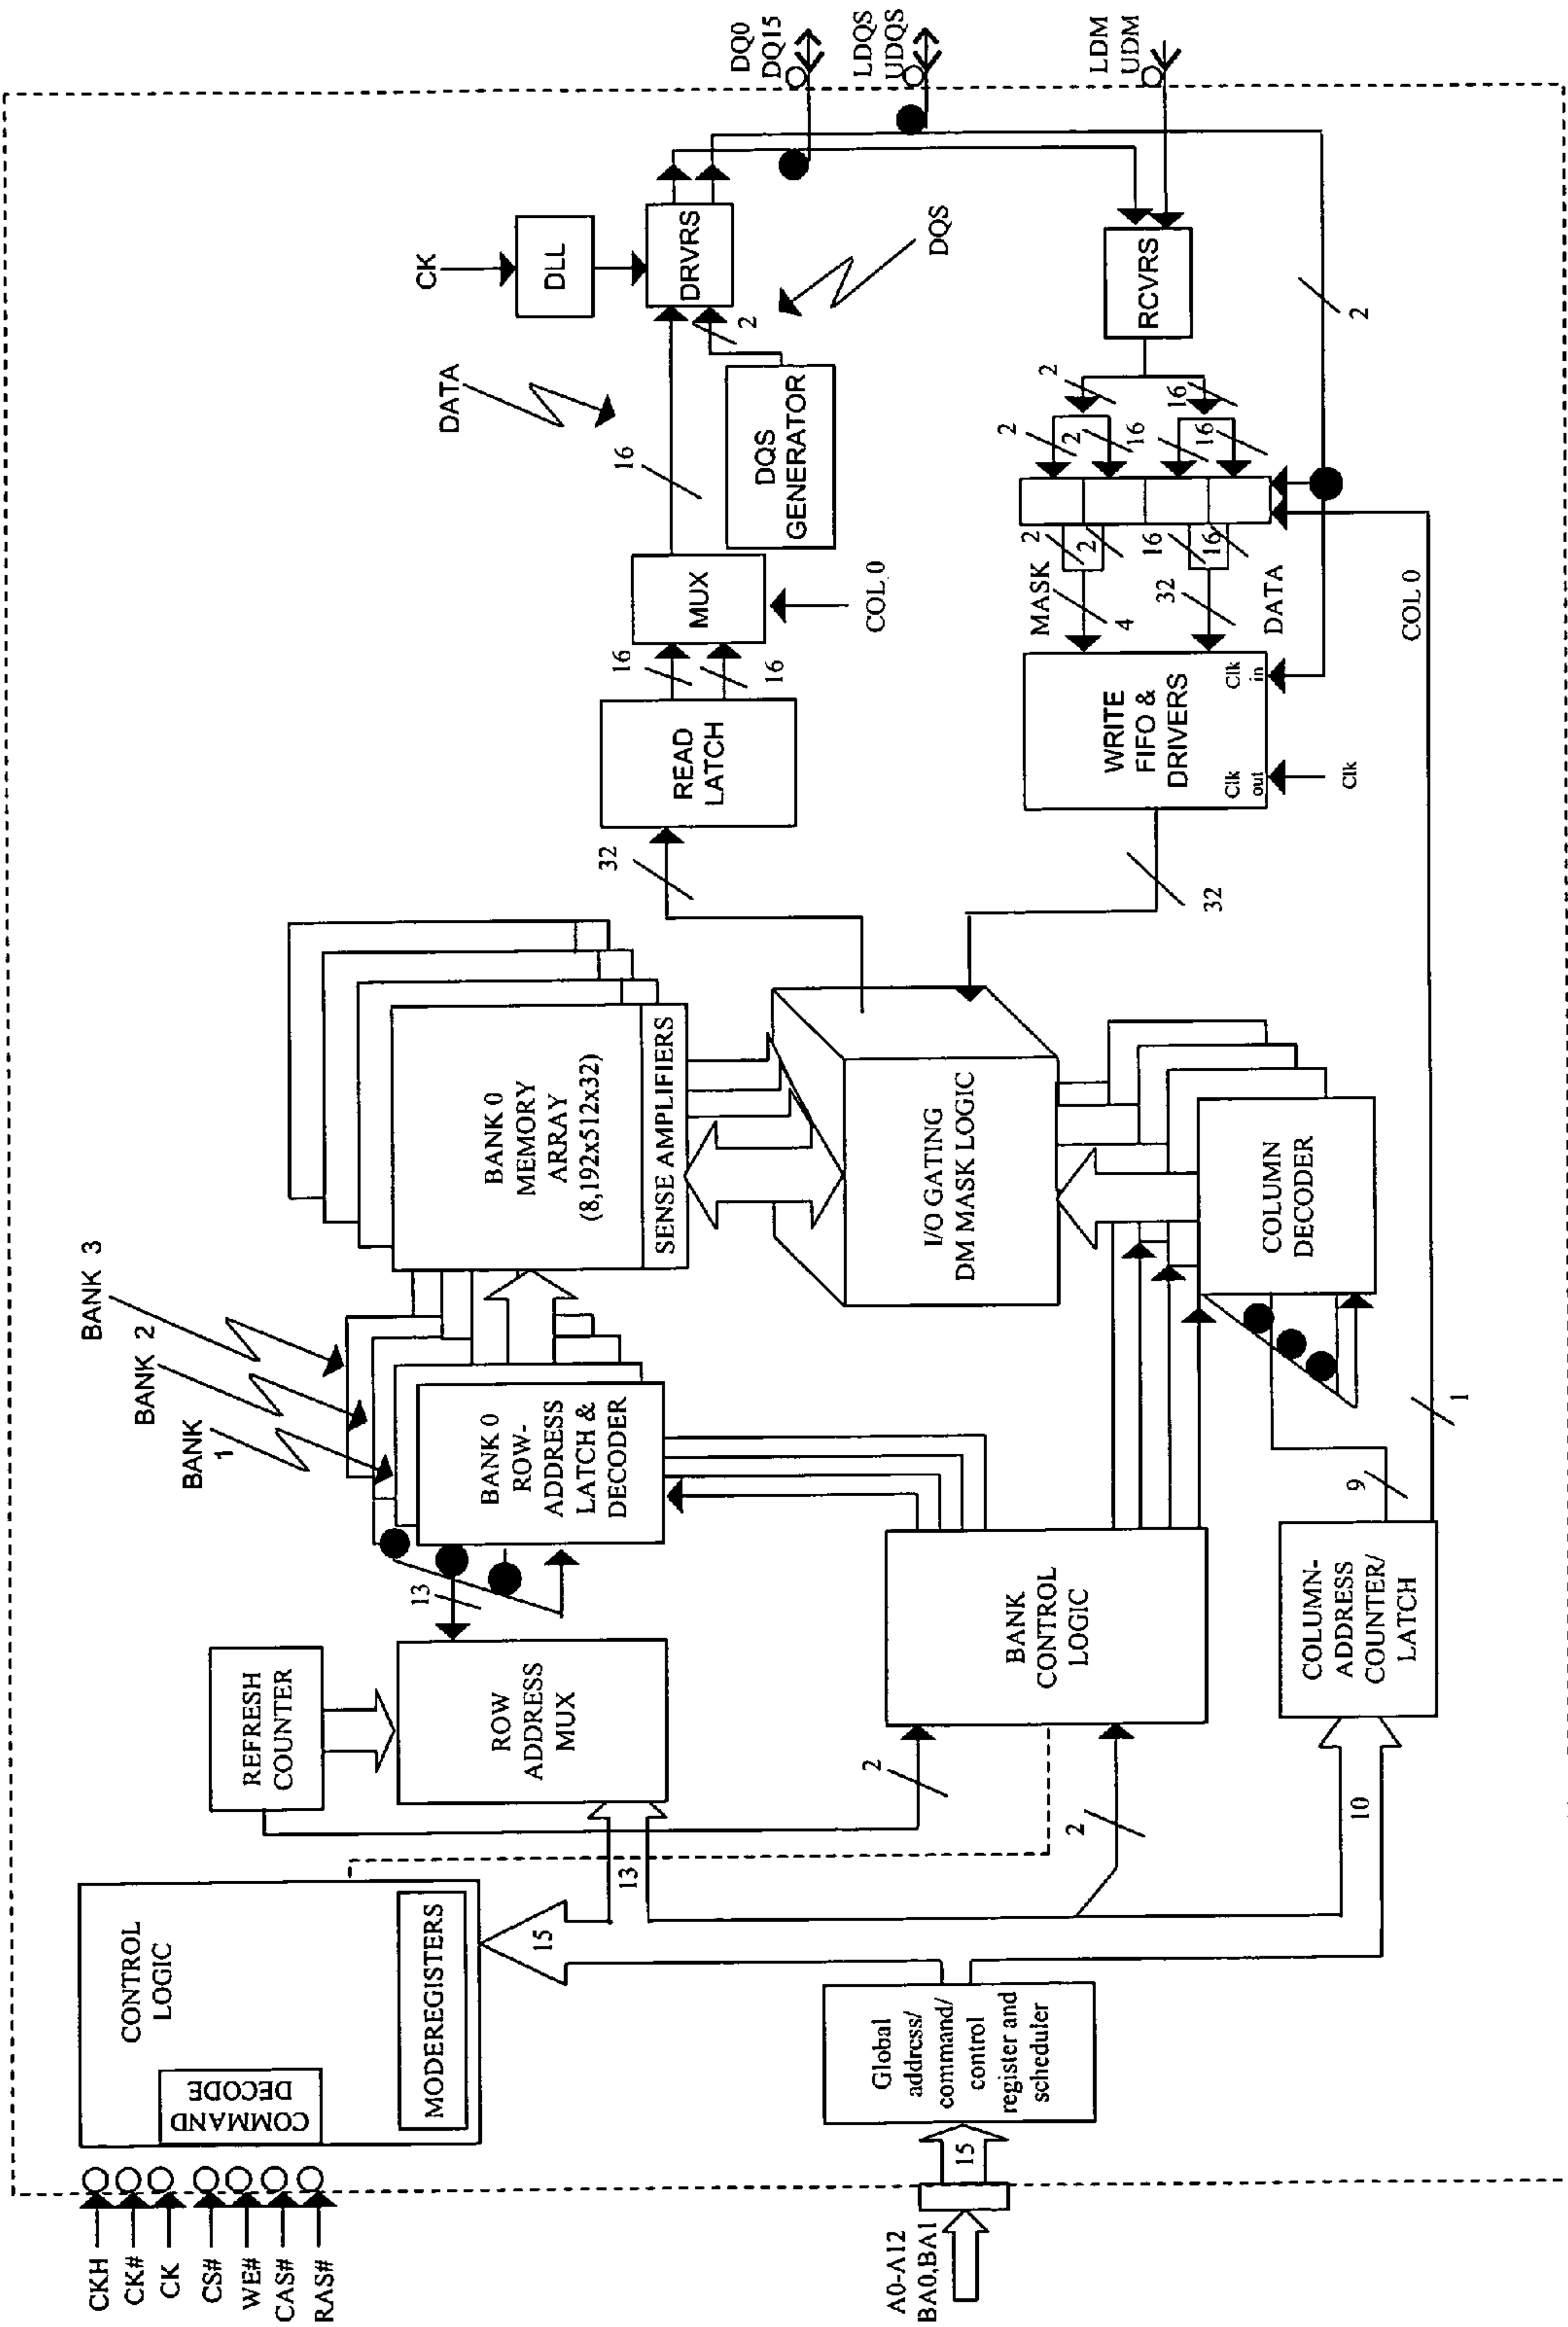 CKH
CK#
CK
CS#
WE#
CAS#
RAS#
CONTROL
LOGIC
COMMAND
DECODE
MODEREGISTERS
15
A0-A12
BA0,BA1
15
Global
address/
command/
control
register and
scheduler
REFRESH
COUNTER
13
ROW
ADDRESS
MUX
13
2
2
10
BANK
CONTROL
LOGIC
COLUMN-
ADDRESS
COUNTER/
LATCH
9
1
BANK
1
BANK 2
BANK 3
BANK 0
ROW-
ADDRESS
LATCH &
DECODER
BANK 0
MEMORY
ARRAY
(8,192x512x32)
SENSE AMPLIFIERS
I/O GATING
DM MASK LOGIC
COLUMN
DECODER
32
32
READ
LATCH
16
16
MUX
COL 0
16
DATA
DQS
GENERATOR
2
DQS
CK
DLL
DRVRS
DQ0
DQ15
LDQS
UDQS
LDM
UDM
RCVRS
2
16
2
2
16
16
2
2
16
16
MASK
4
32
DATA
WRITE
FIFO &
DRIVERS
Clk
out
Clk
in
Clk
COL 0
2